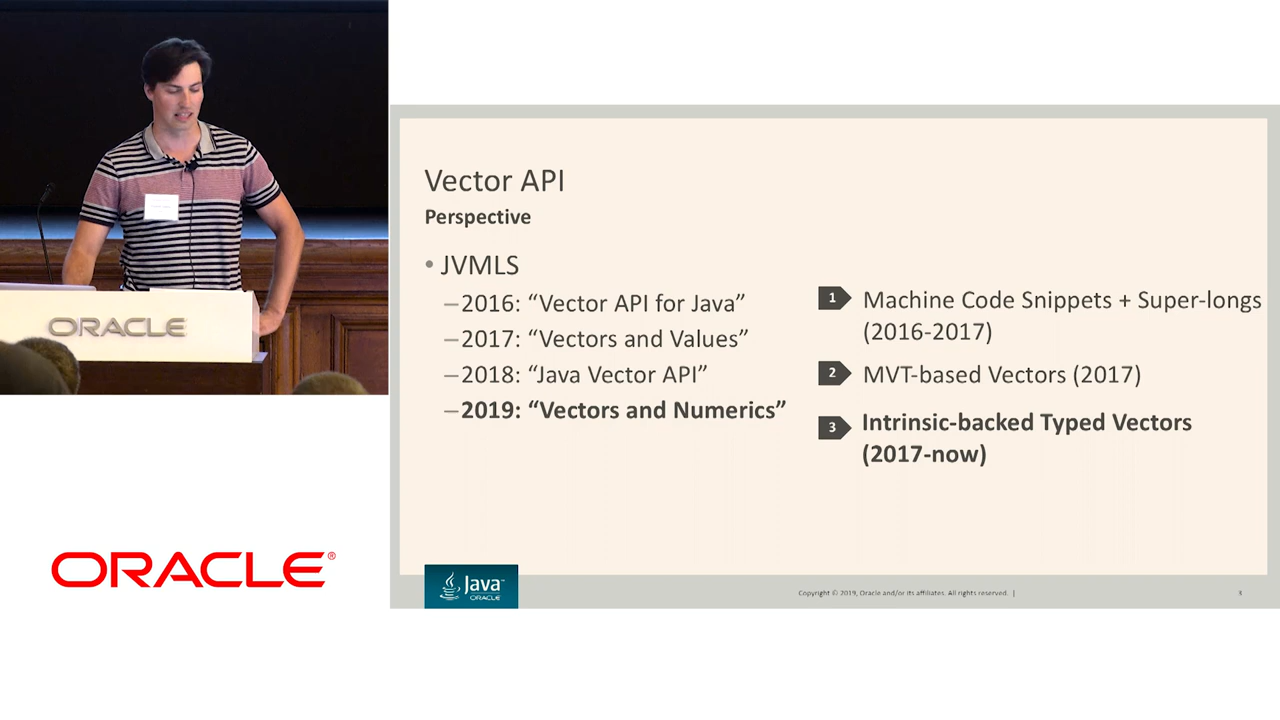 ORACLE
ORACLE®
Vector API
Perspective
• JVMLS
–2016: “Vector API for Java”
–2017: “Vectors and Values”
–2018: “Java Vector API”
–2019: “Vectors and Numerics”
1 Machine Code Snippets + Super-longs
(2016-2017)
2 MVT-based Vectors (2017)
3 Intrinsic-backed Typed Vectors
(2017-now)
Java™
ORACLE
Copyright © 2019, Oracle and/or its affiliates. All rights reserved. |